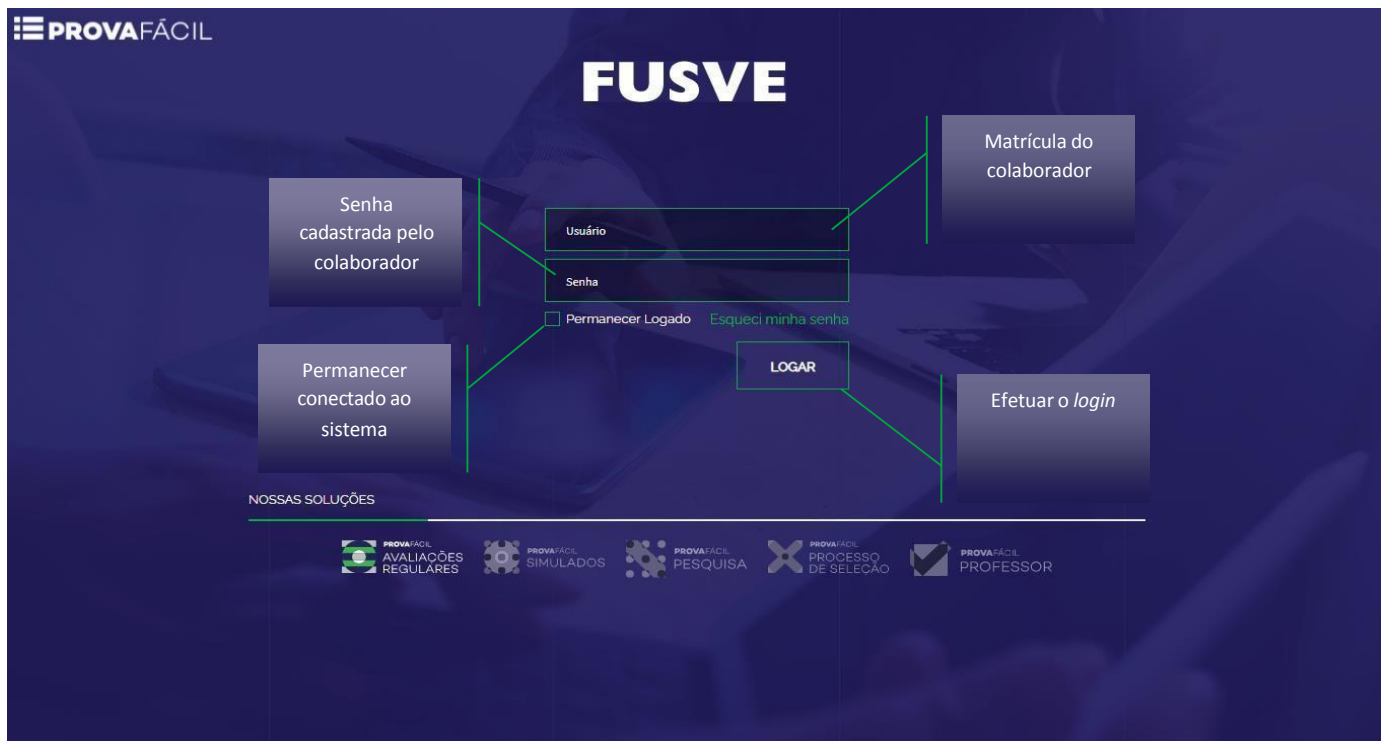 PROVAFÁCIL
FUSVE
Matrícula do
colaborador
Senha
cadastrada pelo
colaborador
Usuário
Senha
Permanecer Logado Esqueci minha senha
LOGAR
Permanecer
conectado ao
sistema
Efetuar o login
NOSSAS SOLUÇÕES
PROVAFÁCIL
AVALIAÇÕES
REGULARES
PROVAFÁCIL
SIMULADOS
PROVAFÁCIL
PESQUISA
PROVAFÁCIL
PROCESSO
DE SELEÇÃO
PROVAFÁCIL
PROFESSOR